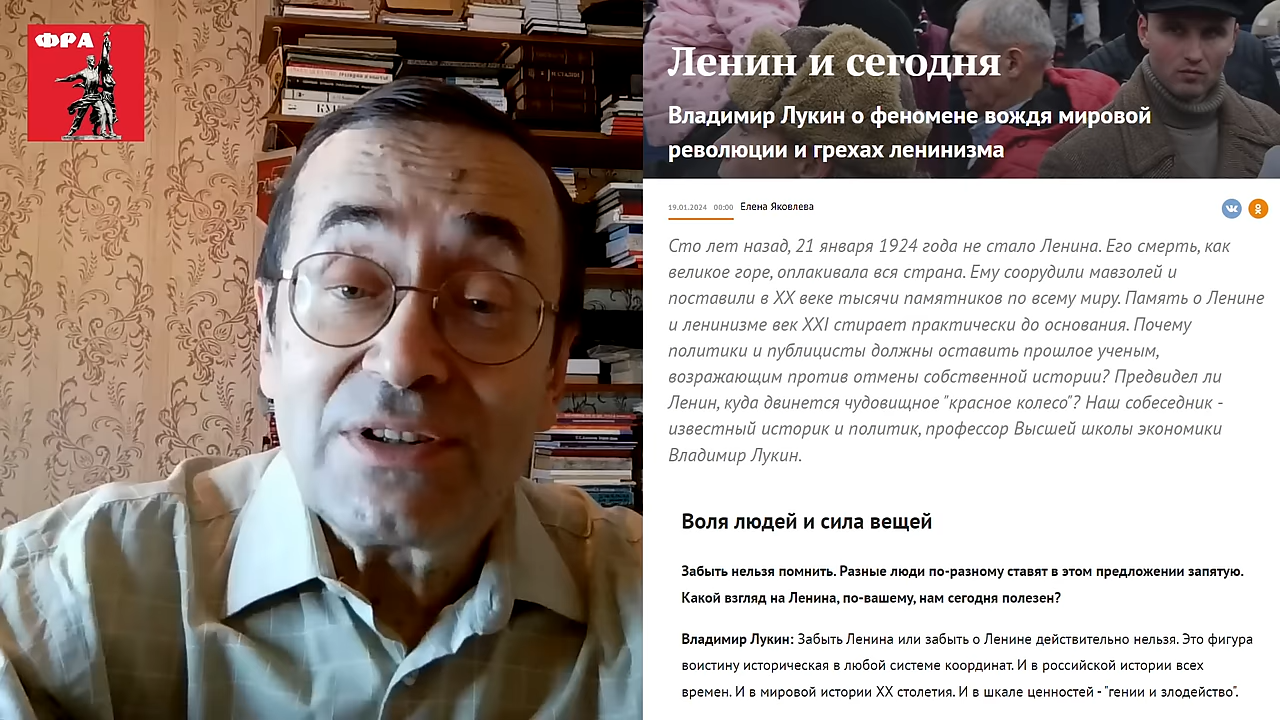 ФРА
Ленин и сегодня
Владимир Лукин о феномене вождя мировой
революции и грехах ленинизма
19.01.2024 00:00 Елена Яковлева
Сто лет назад, 21 января 1924 года не стало Ленина. Его смерть, как
великое горе, оплакивала вся страна. Ему соорудили мавзолей и
поставили в XX веке тысячи памятников по всему миру. Память о Ленине
и ленинизме век XXI стирает практически до основания. Почему
политики и публицисты должны оставить прошлое ученым,
возражающим против отмены собственной истории? Предвидел ли
Ленин, куда двинется чудовищное "красное колесо"? Наш собеседник -
известный историк и политик, профессор Высшей школы экономики
Владимир Лукин.
Воля людей и сила вещей
Забыть нельзя помнить. Разные люди по-разному ставят в этом предложении запятую.
Какой взгляд на Ленина, по-вашему, нам сегодня полезен?
Владимир Лукин: Забыть Ленина или забыть о Ленине действительно нельзя. Это фигура
воистину историческая в любой системе координат. И в российской истории всех
времен. И в мировой истории XX столетия. И в шкале ценностей - "гении и злодейство".